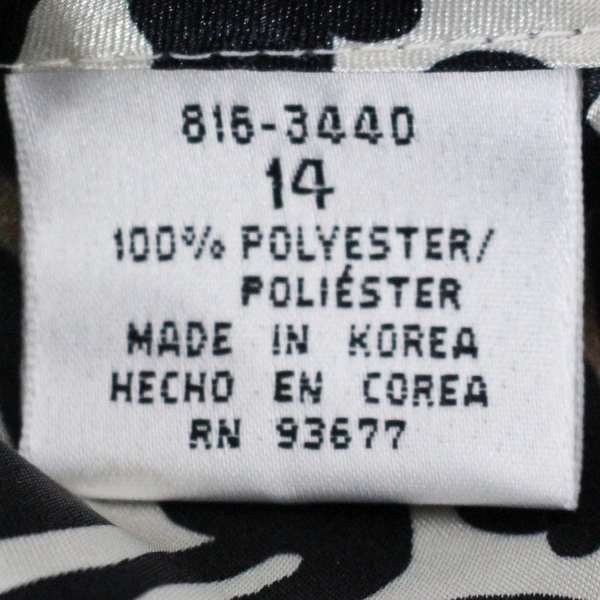 816-3440
14
100% POLYESTER/
POLIÉSTER
MADE IN KOREA
HECHO EN COREA
RN 93677